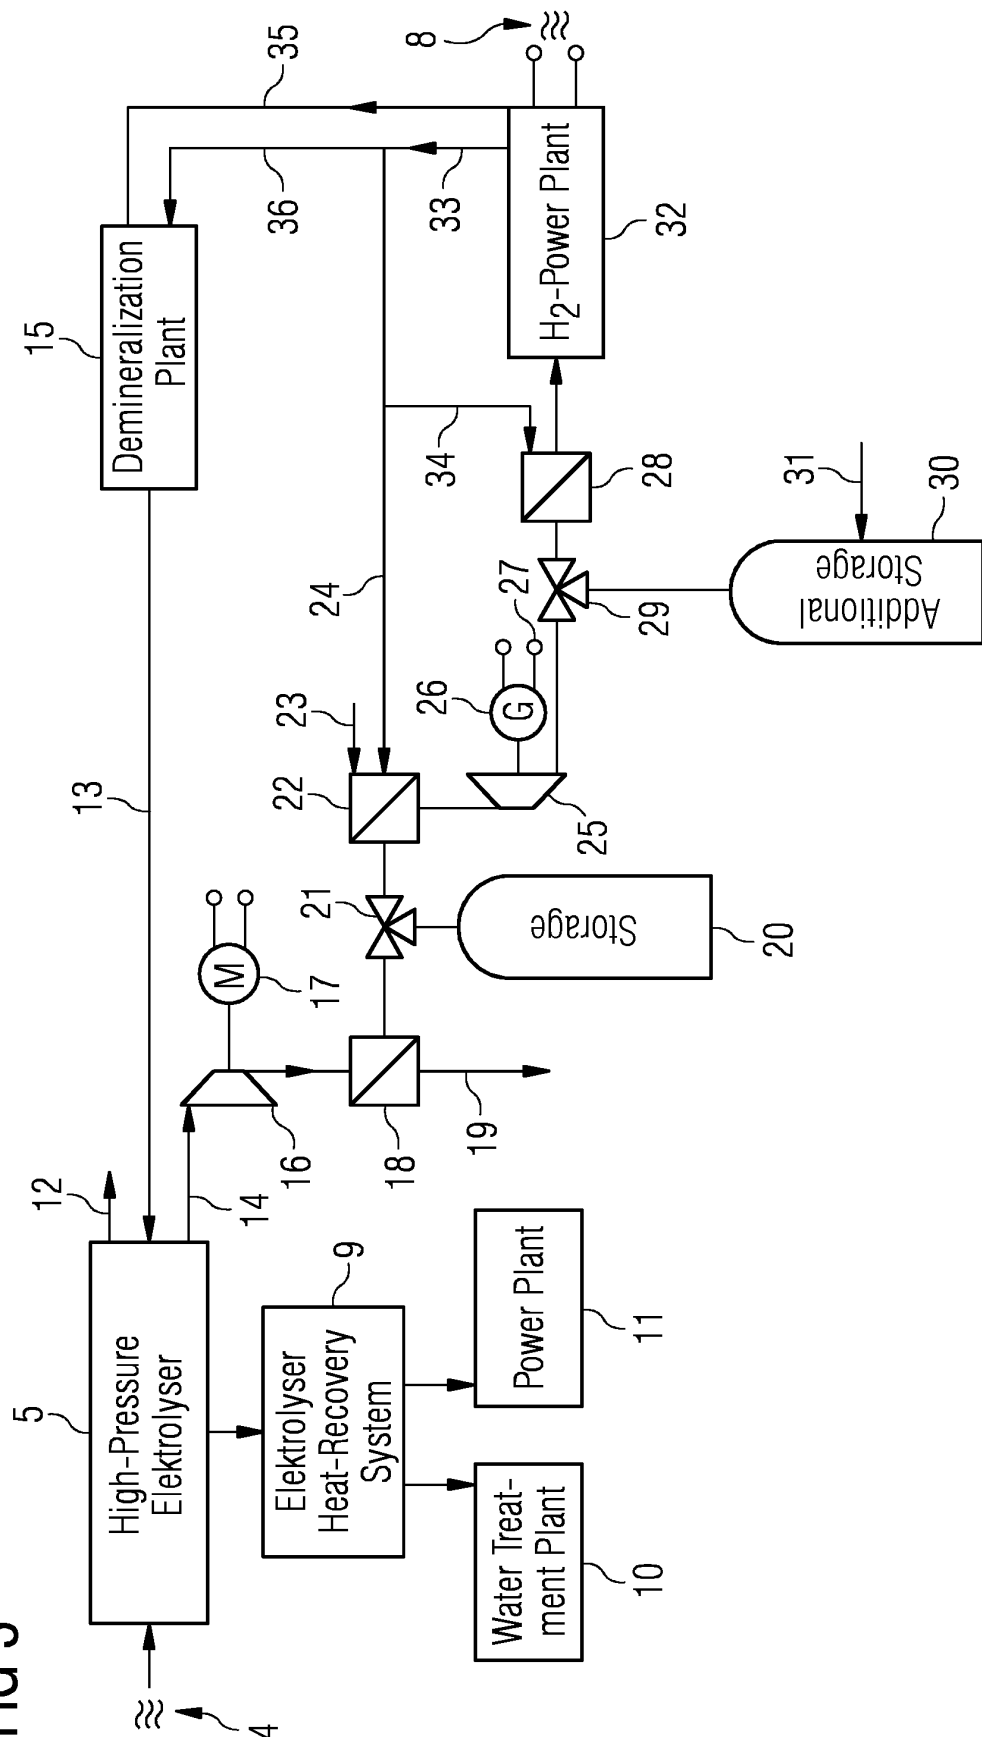 4
5
High-Pressure
Elektrolyser
12
13
14
15
Demineralization
Plant
35
36
33
8
H2-Power Plant
32
9
Elektrolyser
Heat-Recovery
System
Water Treat-
ment Plant
10
Power Plant
11
16
M
17
18
19
21
Storage
20
22
23
24
25
G
26
27
28
29
34
Additional
Storage
30
31